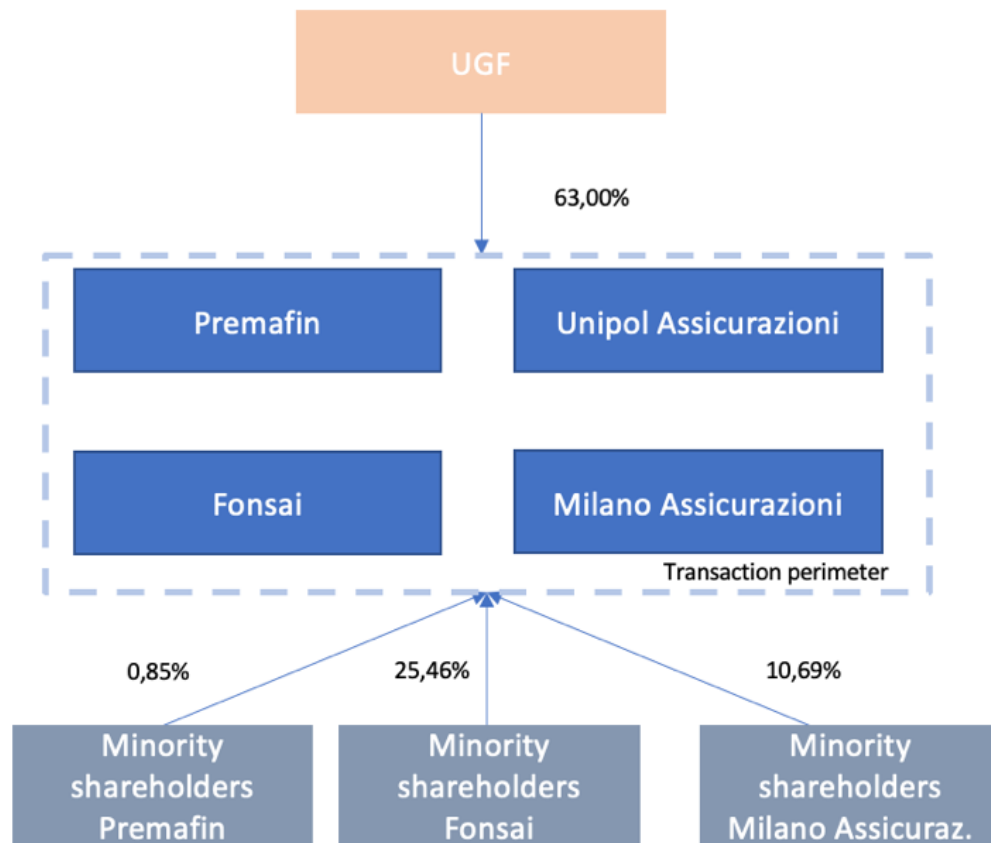 UGF
63,00%
Premafin
Unipol Assicurazioni
Fonsai
Milano Assicurazioni
Transaction perimeter
0,85%
25,46%
10,69%
Minority
shareholders
Premafin
Minority
shareholders
Fonsai
Minority
shareholders
Milano Assicuraz.